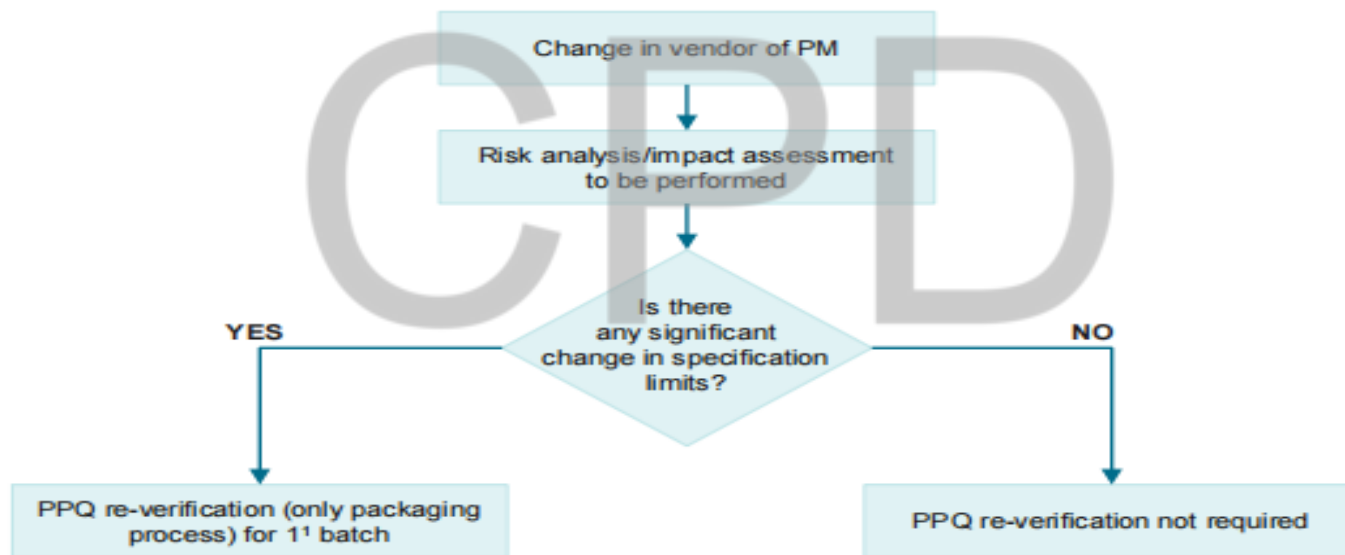 CPD
Change in vendor of PM
Risk analysis/impact assessment
to be performed
Is there
any significant
change in specification
limits?
YES
NO
PPQ re-verification (only packaging
process) for 1¹ batch
PPQ re-verification not required